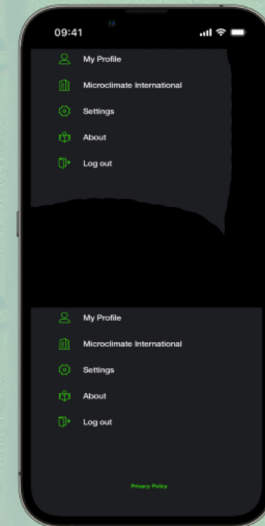 09:41
My Profile
Microclimate International
Settings
About
Log out
My Profile
Microclimate International
Settings
About
Log out
Privacy Policy